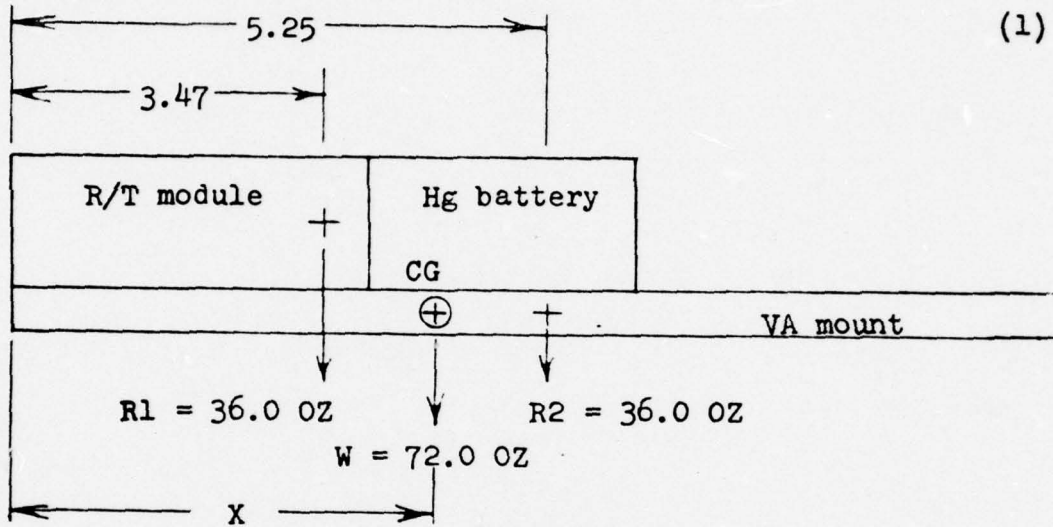 5.25
(1)
3.47
R/T module
Hg battery
CG
VA mount
R1 = 36.0 OZ
R2 = 36.0 OZ
W = 72.0 OZ
X